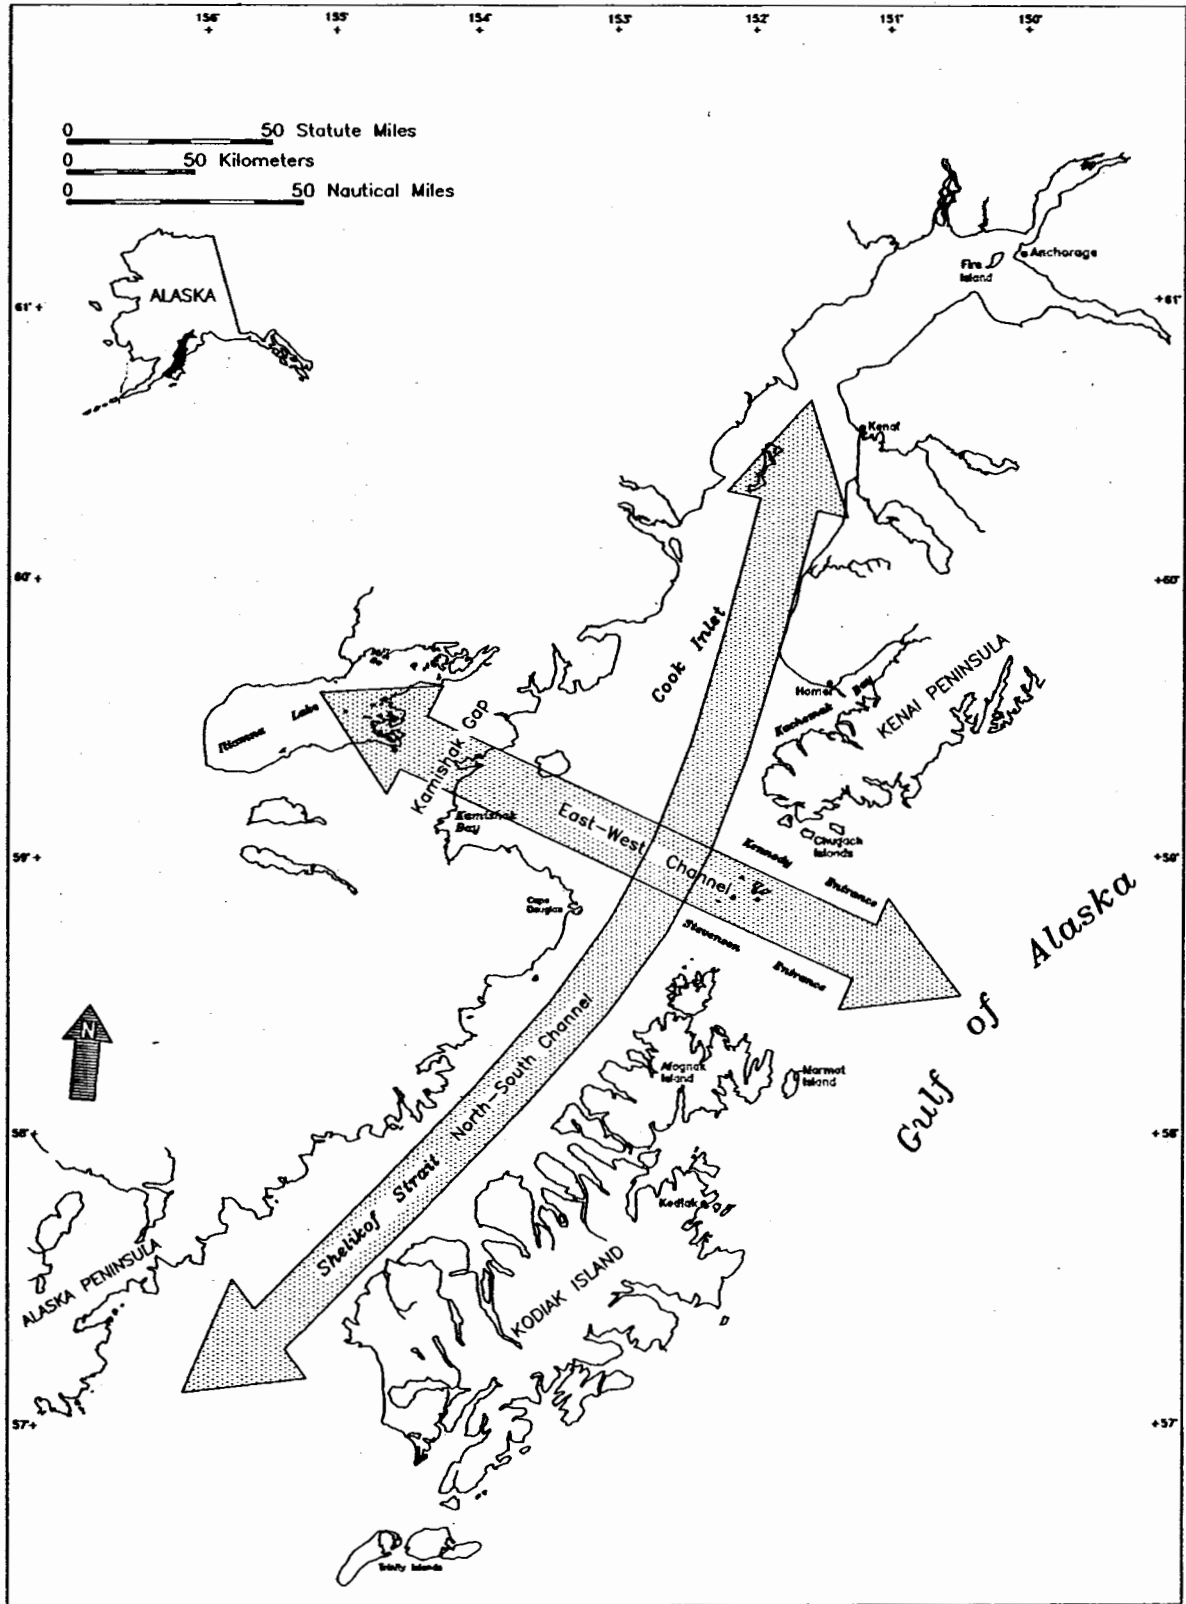 156° 155° 154° 153° 152° 151° 150°
0 50 Statute Miles
0 50 Kilometers
0 50 Nautical Miles
ALASKA
Anchorage
Fire
Island
61° 61°
Kenai
60° 60°
Cook Inlet
Homer
Kachemak Bay
KENAI PENINSULA
Iliamna Lake
Kamishak Gap
Kamishak
Bay
East-West Channel
Kennedy Entrance
Chugach
Islands
59° 59°
Cape
Douglas
Stevenson Entrance
Gulf of Alaska
N
North-South Channel
Afognak
Island
Marmot
Island
58° 58°
Shelikof Strait
Kodiak
ALASKA PENINSULA
KODIAK ISLAND
57° 57°
Trinity Islands